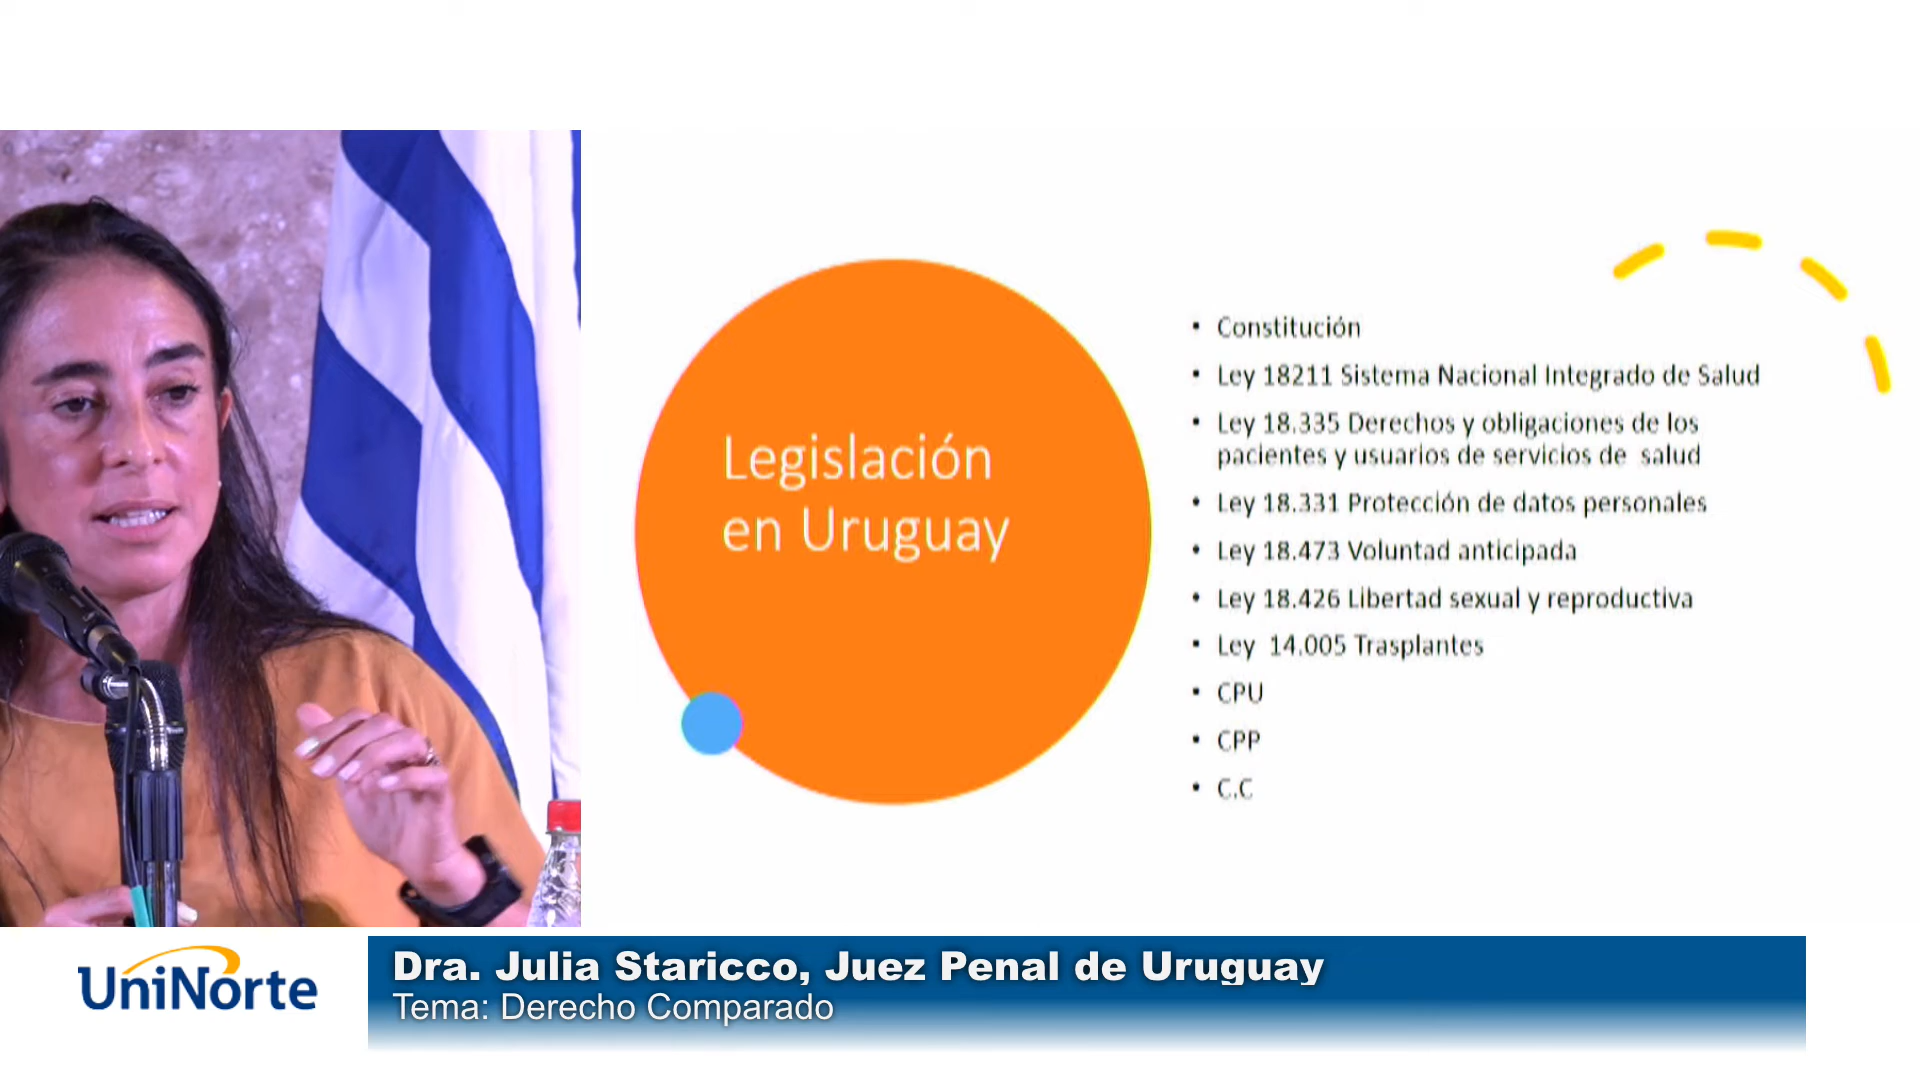 Legislación
en Uruguay
• Constitución
• Ley 18211 Sistema Nacional Integrado de Salud
• Ley 18.335 Derechos y obligaciones de los
pacientes y usuarios de servicios de salud
• Ley 18.331 Protección de datos personales
• Ley 18.473 Voluntad anticipada
• Ley 18.426 Libertad sexual y reproductiva
• Ley 14.005 Trasplantes
• CPU
• CPP
• C.C
UniNorte
Dra. Julia Staricco, Juez Penal de Uruguay
Tema: Derecho Comparado